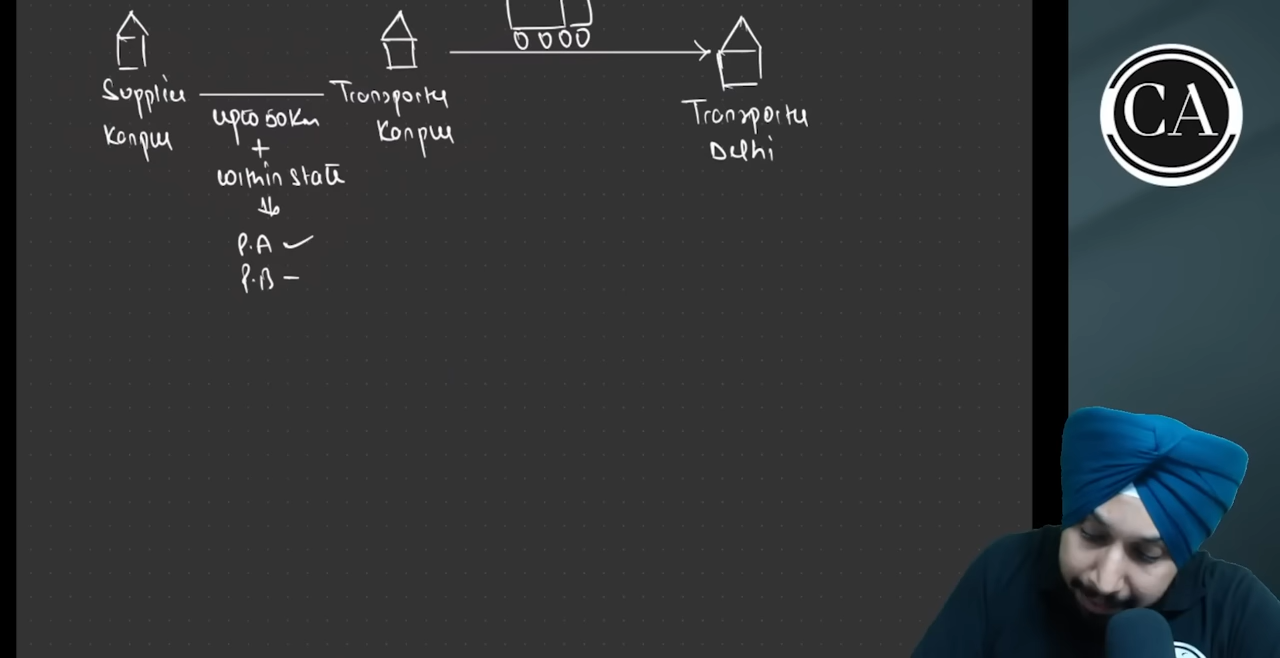 Supplier
Kanpur
upto 50Km
+
within state
P.A
P.B -
Transporter
Kanpur
Transporter
Delhi
CA